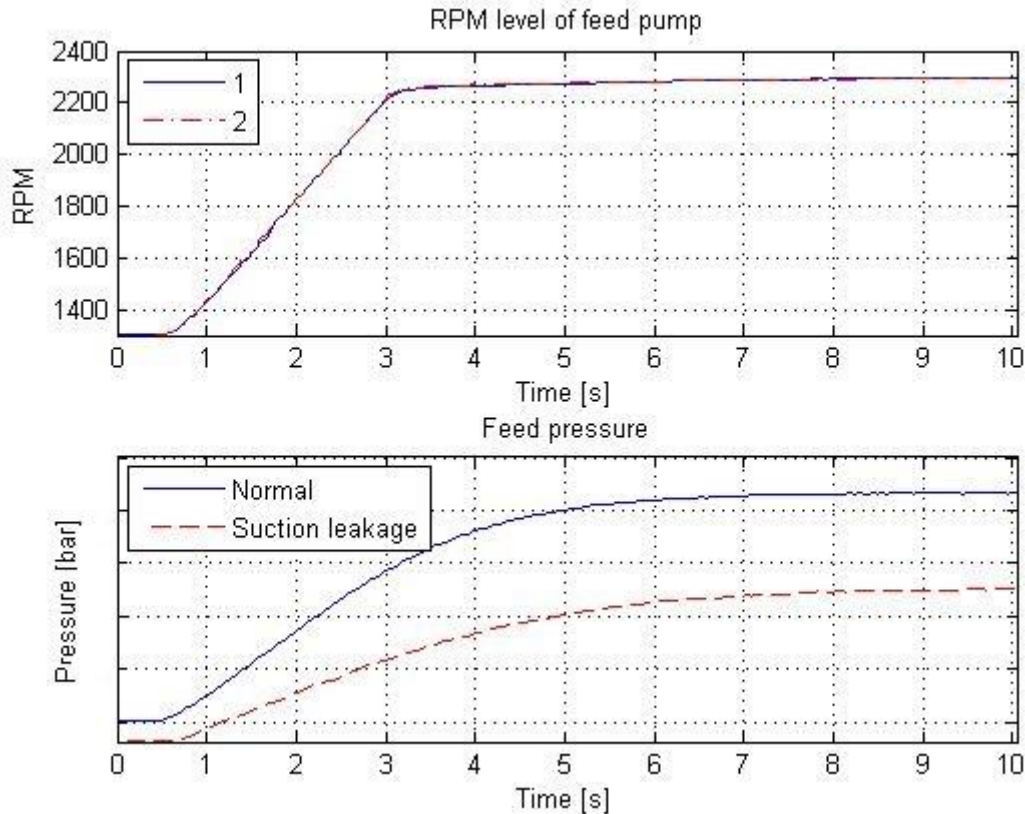 RPM level of feed pump
2400
2200
2000
1800
1600
1400
RPM
1
2
0 1 2 3 4 5 6 7 8 9 10
Time [s]
Feed pressure
Pressure [bar]
Normal
Suction leakage
0 1 2 3 4 5 6 7 8 9 10
Time [s]